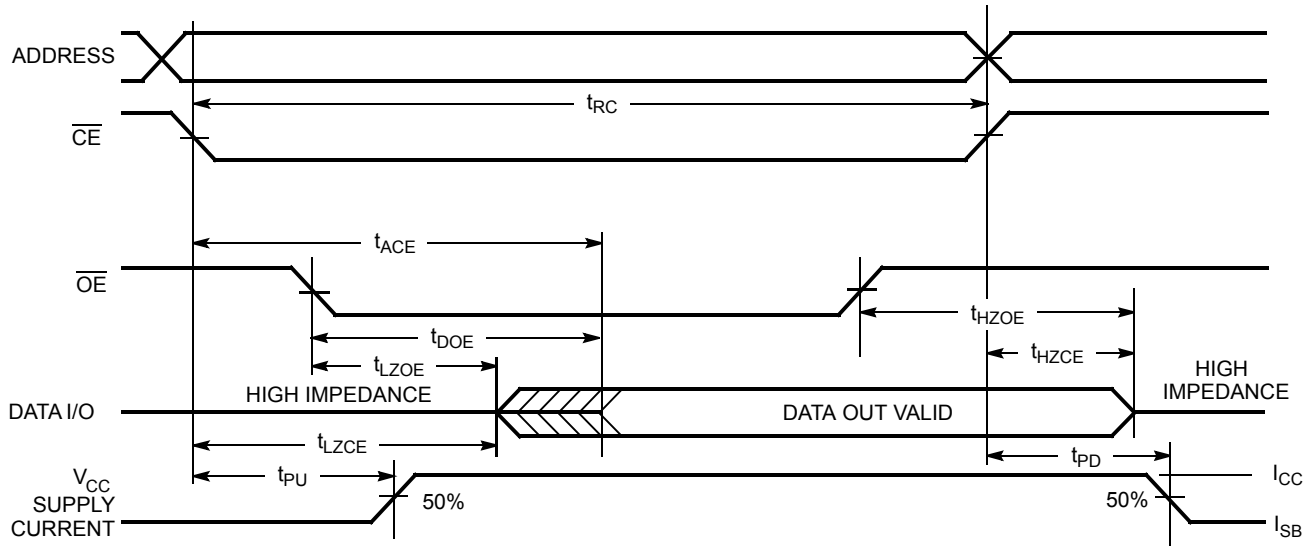 ADDRESS
tRC
CE
tACE
OE
tHZOE
tDOE
tHZCE
tLZOE
HIGH IMPEDANCE
HIGH
IMPEDANCE
DATA I/O
DATA OUT VALID
tLZCE
tPU
tPD
VCC
SUPPLY
CURRENT
50%
50%
ICC
ISB